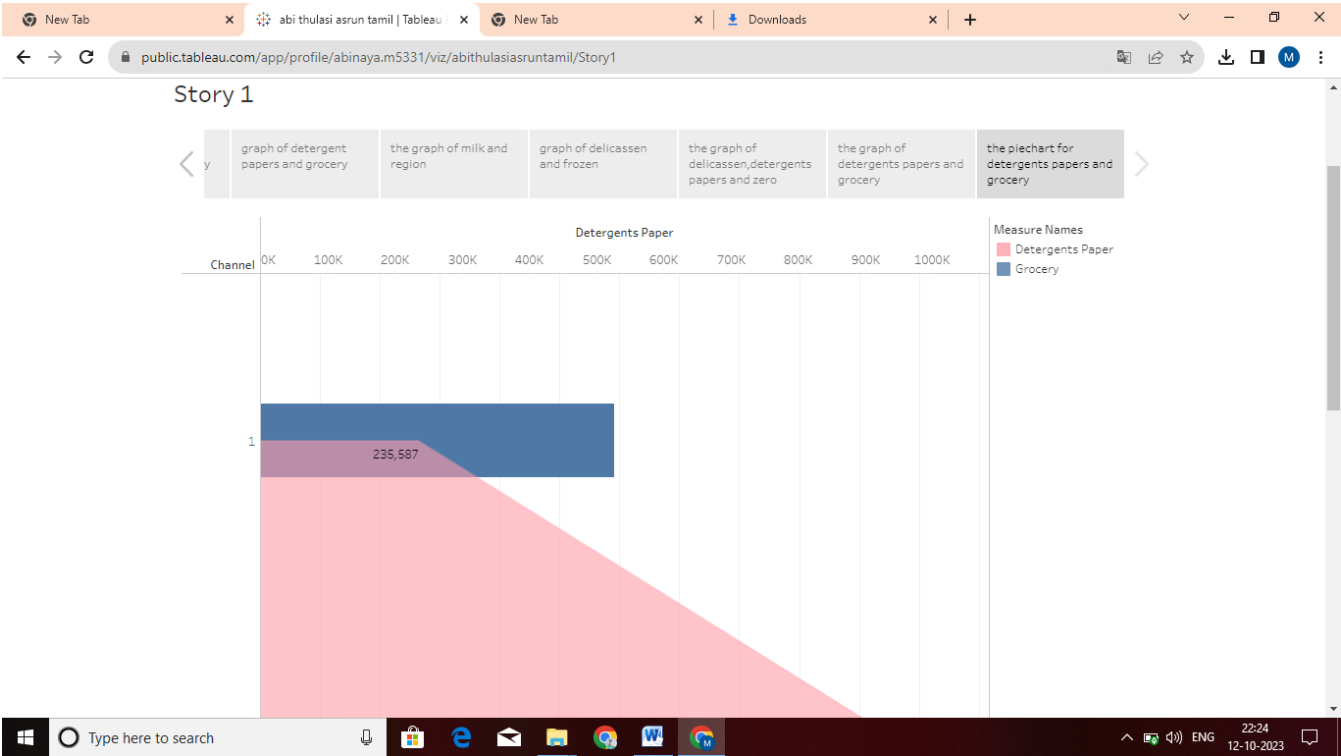 New Tab
abi thulasi asrun tamil | Tableau
New Tab
Downloads
public.tableau.com/app/profile/abinaya.m5331/viz/abithulasiasruntamil/Story1
M
Story 1
y
graph of detergent
papers and grocery
the graph of milk and
region
graph of delicassen
and frozen
the graph of
delicassen,detergents
papers and zero
the graph of
detergents papers and
grocery
the piechart for
detergents papers and
grocery
Detergents Paper
Channel
0K 100K 200K 300K 400K 500K 600K 700K 800K 900K 1000K
Measure Names
Detergents Paper
Grocery
1
235,587
Type here to search
ENG
22:24
12-10-2023